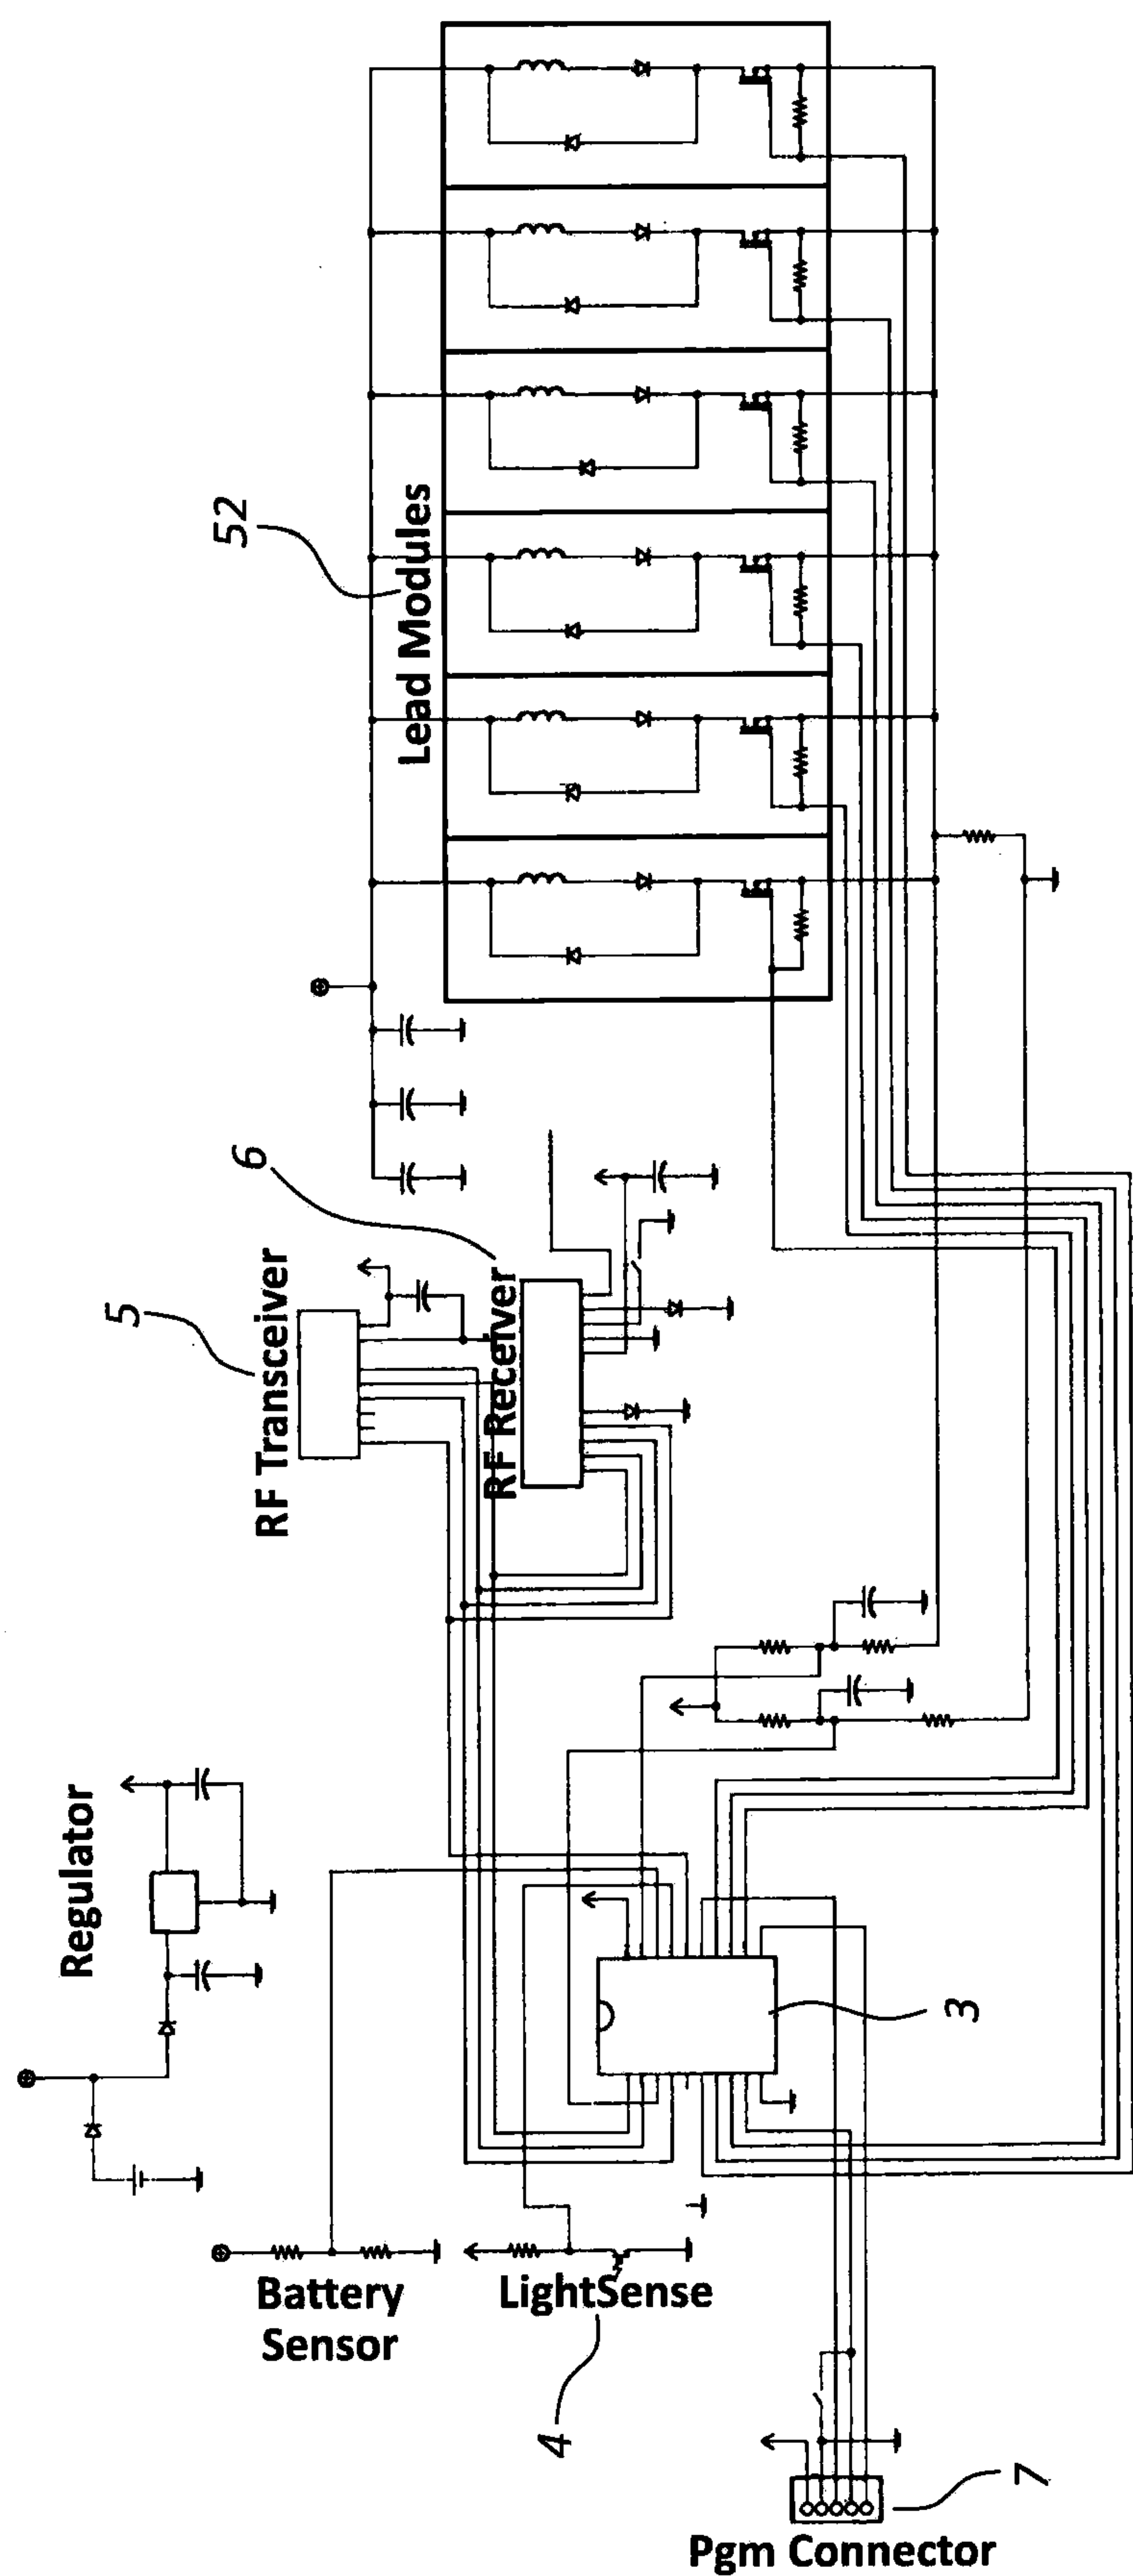 52
Lead Modules
6
5
RF Transceiver
RF Receiver
Regulator
3
Battery
Sensor
LightSense
4
7
Pgm Connector